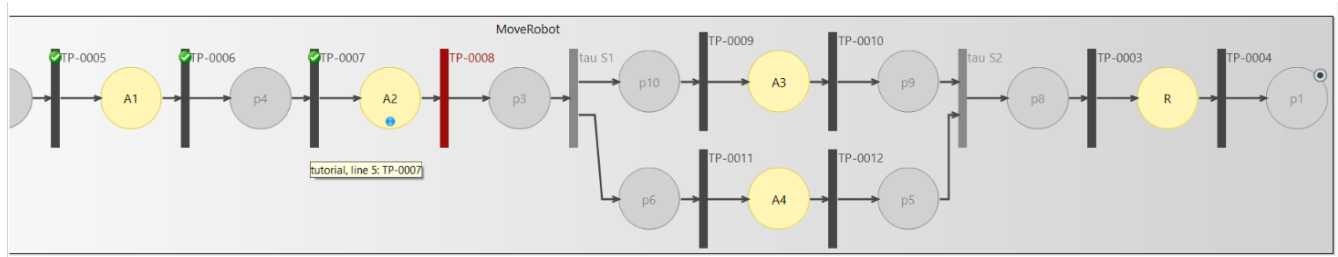 MoveRobot
TP-0005
TP-0006
TP-0007
TP-0008
tau S1
TP-0009
TP-0010
tau S2
TP-0003
TP-0004
A1
p4
A2
p3
p10
A3
p9
p8
R
p1
tutorial, line 5: TP-0007
TP-0011
TP-0012
p6
A4
p5